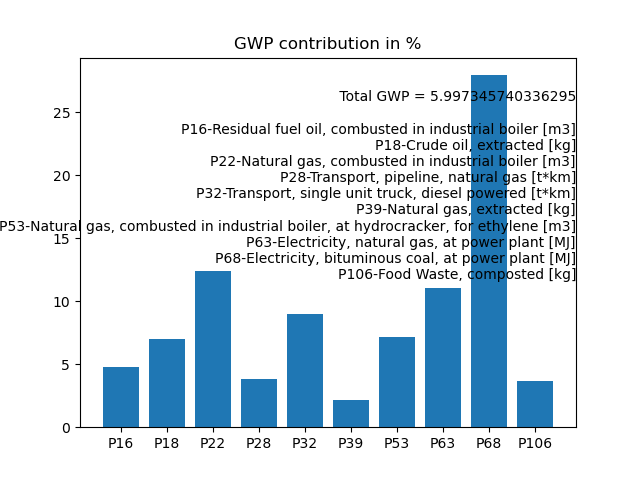 GWP contribution in %
Total GWP = 5.997345740336295
P16-Residual fuel oil, combusted in industrial boiler [m3]
P18-Crude oil, extracted [kg]
P22-Natural gas, combusted in industrial boiler [m3]
P28-Transport, pipeline, natural gas [t*km]
P32-Transport, single unit truck, diesel powered [t*km]
P39-Natural gas, extracted [kg]
P53-Natural gas, combusted in industrial boiler, at hydrocracker, for ethylene [m3]
P63-Electricity, natural gas, at power plant [MJ]
P68-Electricity, bituminous coal, at power plant [MJ]
P106-Food Waste, composted [kg]
25
20
15
10
5
0
P16 P18 P22 P28 P32 P39 P53 P63 P68 P106